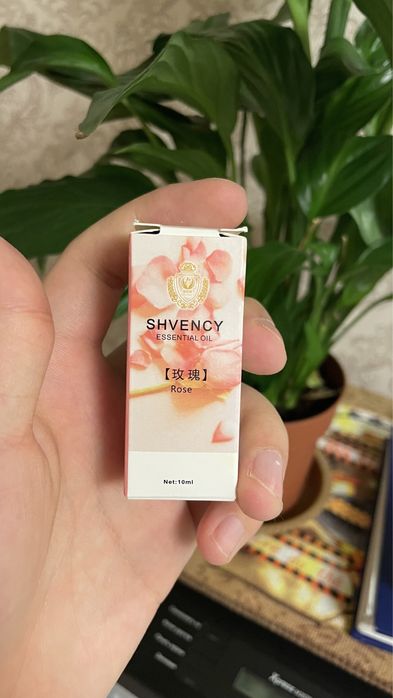 SHVENCY
ESSENTIAL OIL
【玫瑰】
Rose
Net:10ml